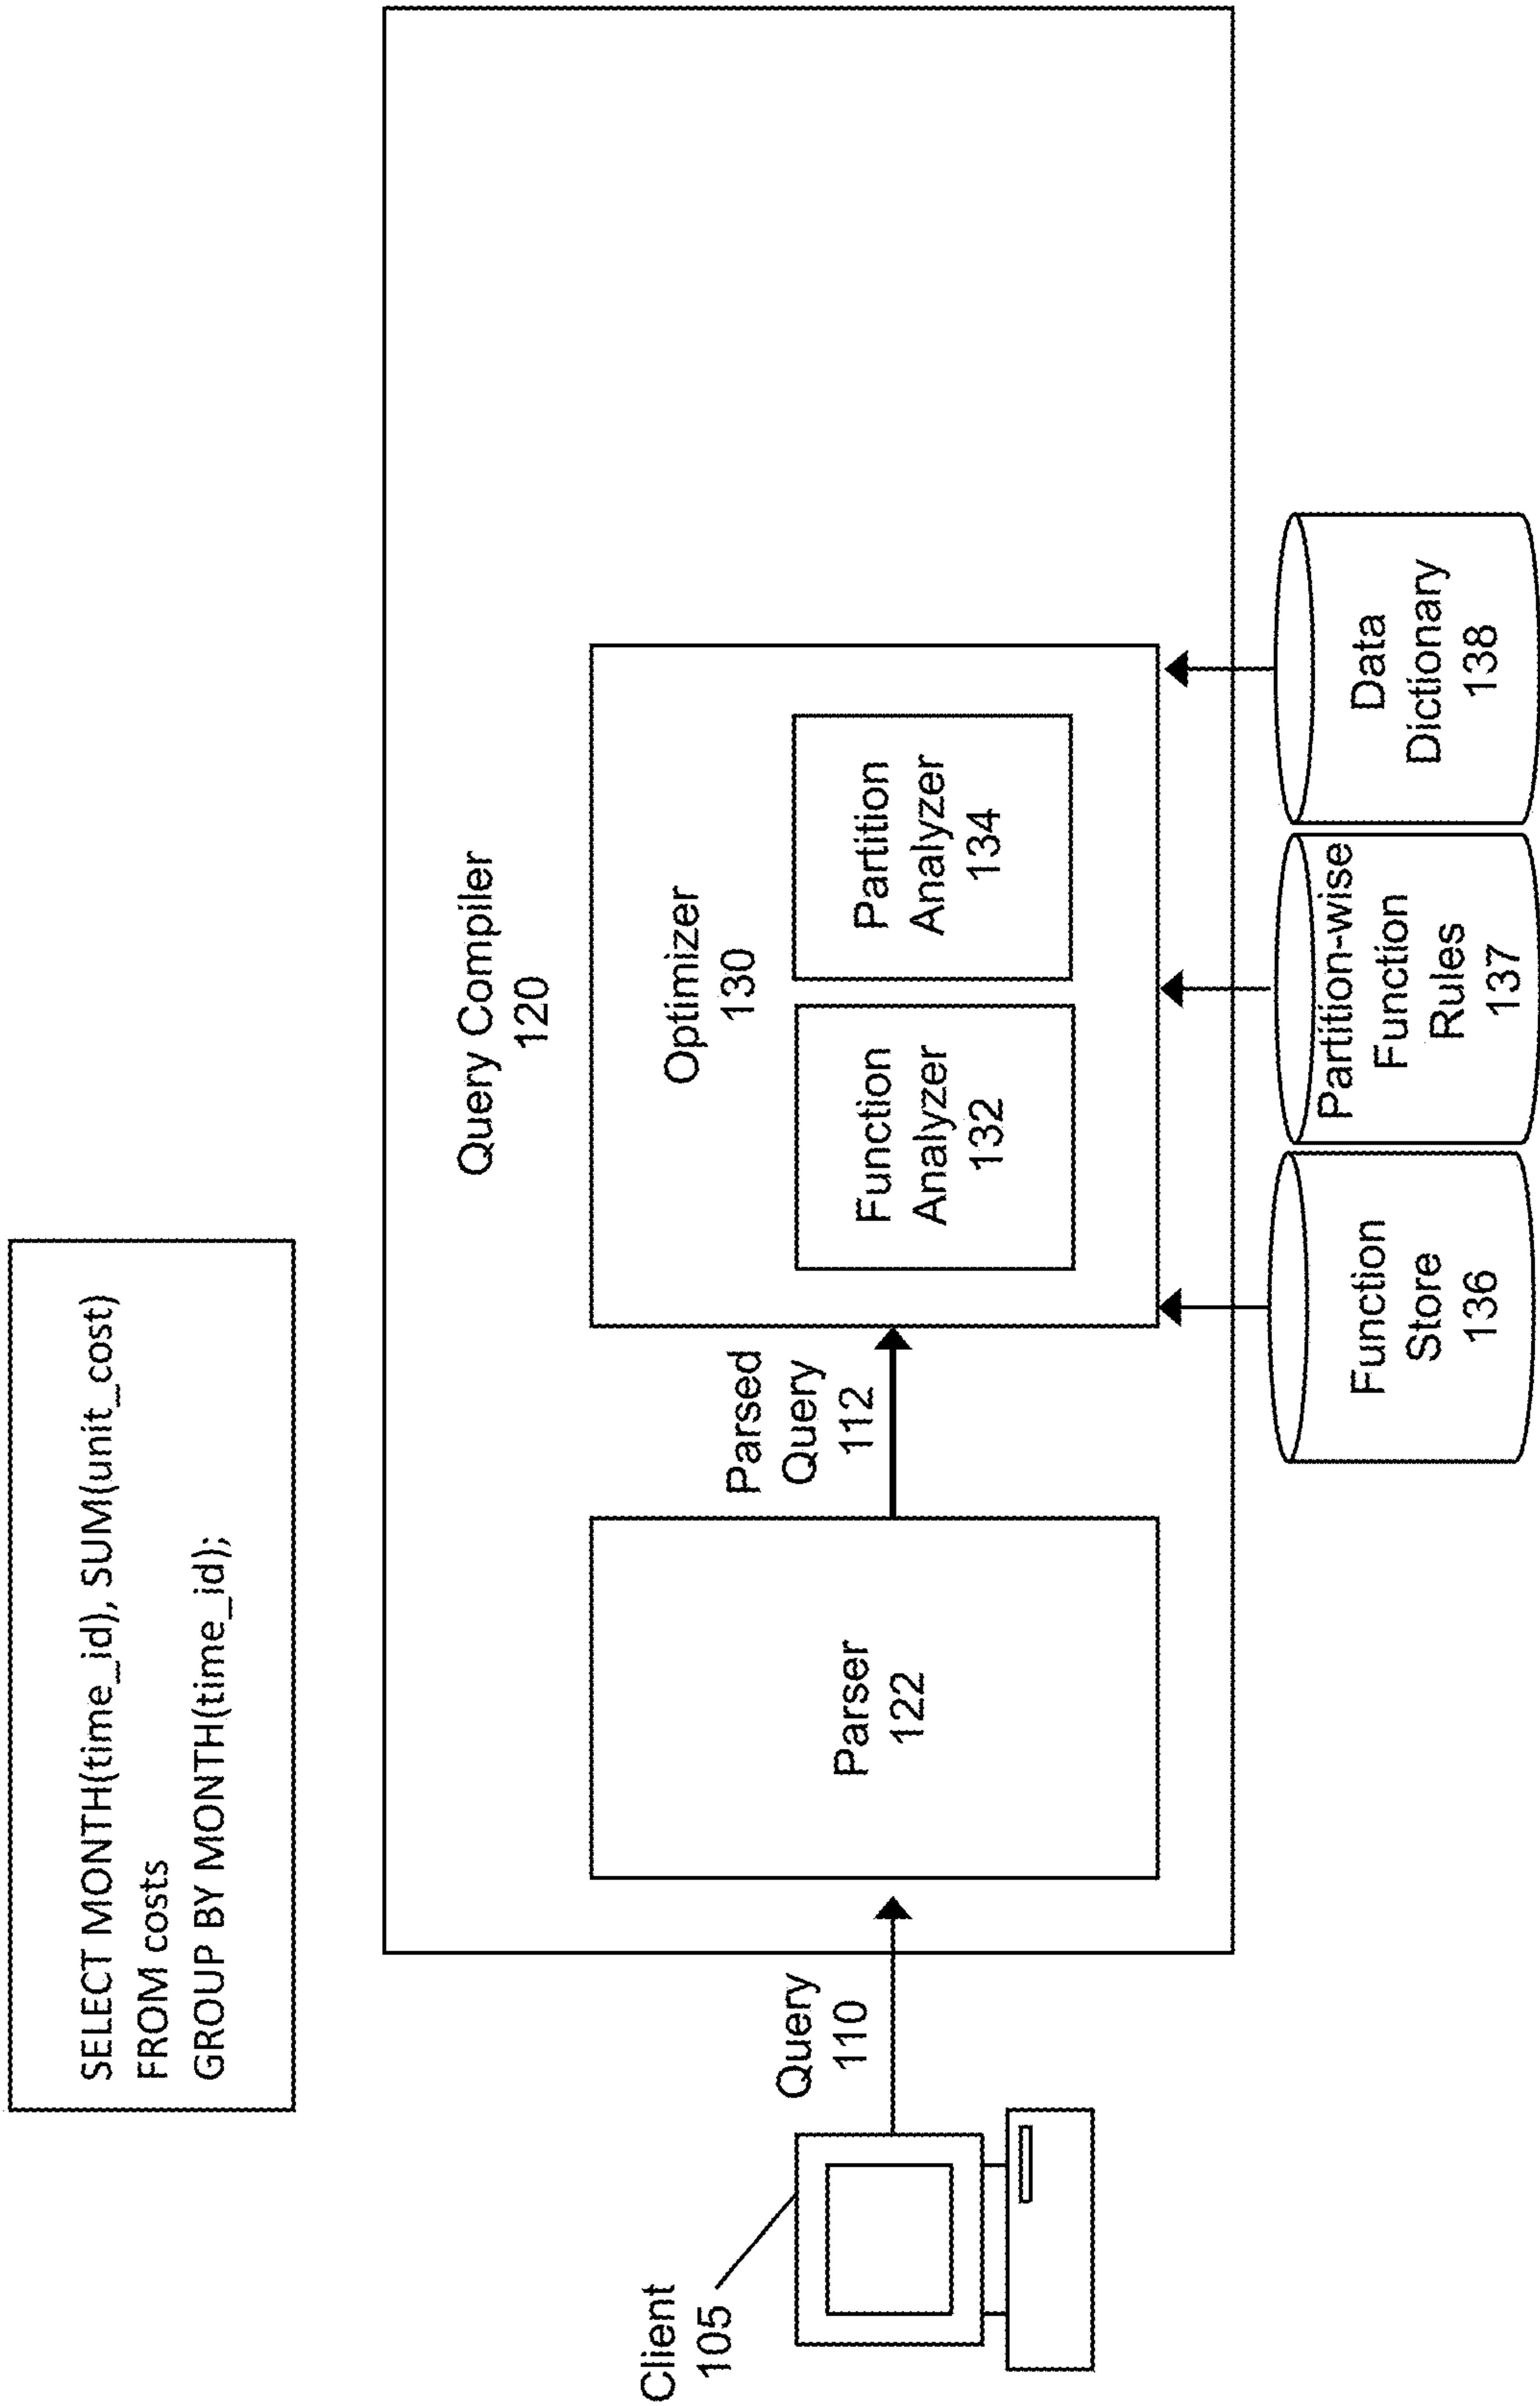 SELECT MONTH(time_id), SUM(unit_cost)
FROM costs
GROUP BY MONTH(time_id);
Query Compiler
120
Client
105
Query
110
Parser
122
Parsed
Query
112
Optimizer
130
Function
Analyzer
132
Partition
Analyzer
134
Function
Store
136
Partition-wise
Function
Rules
137
Data
Dictionary
138